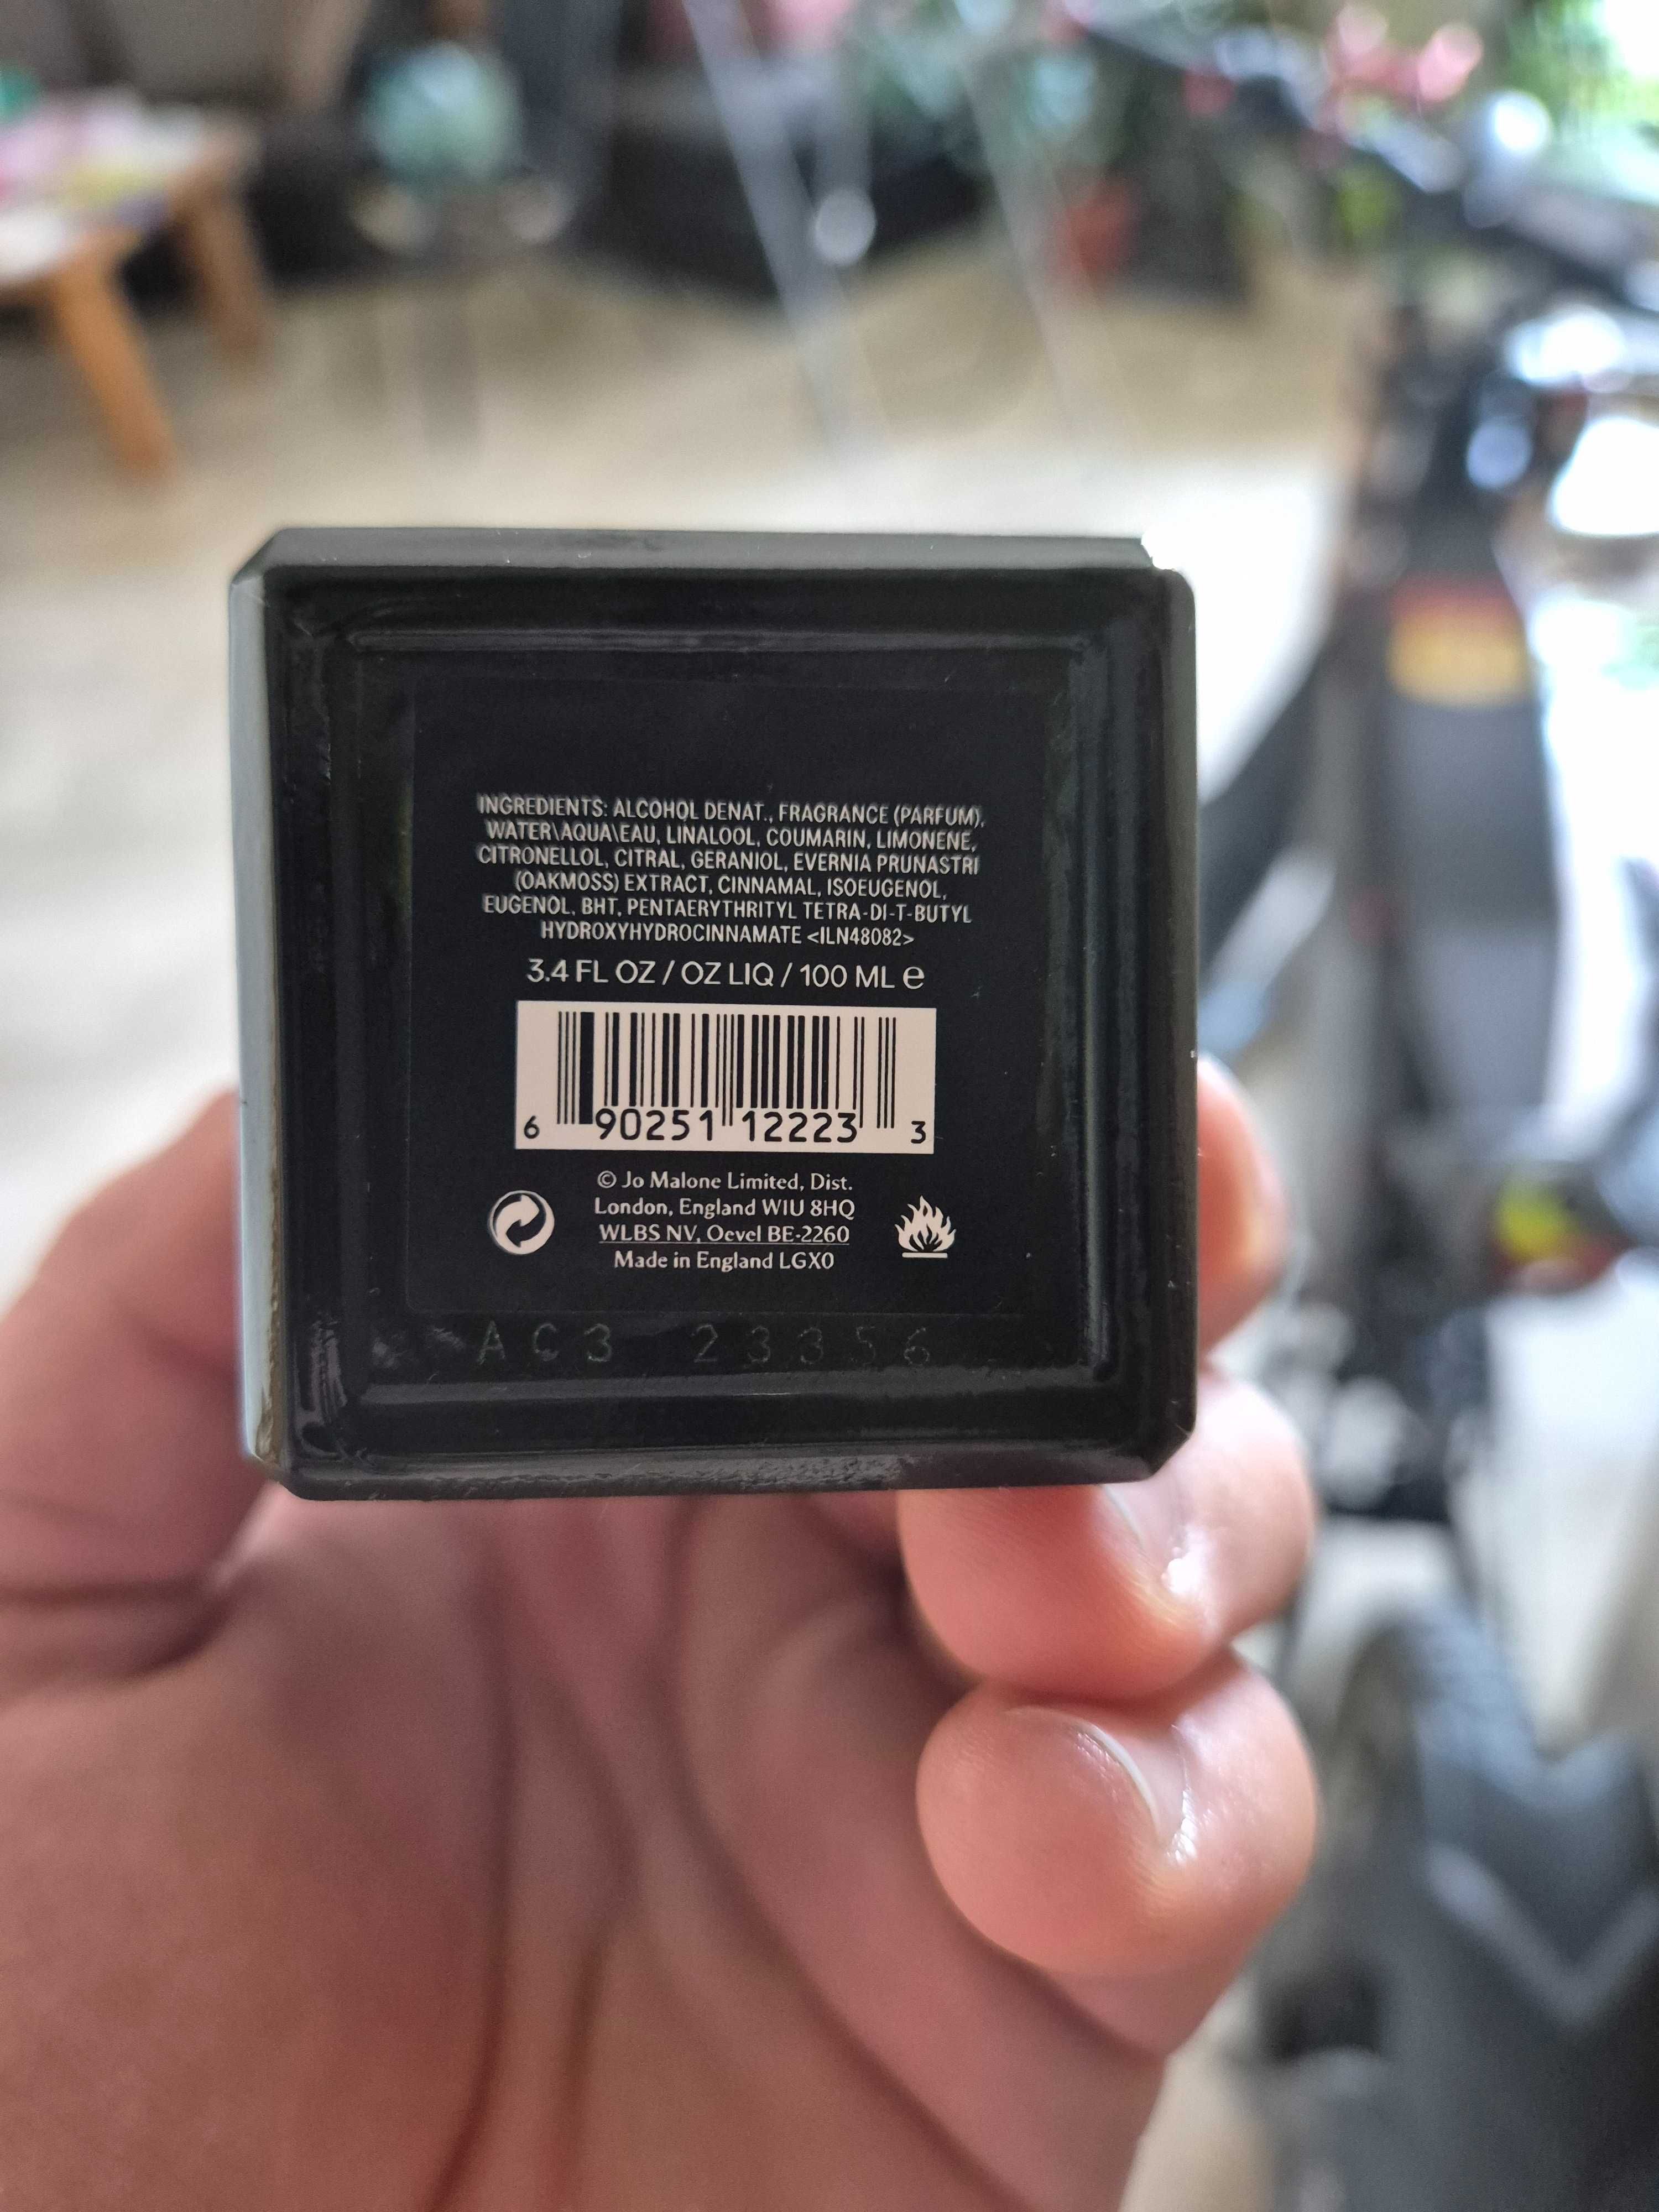 INGREDIENTS: ALCOHOL DENAT., FRAGRANCE (PARFUM),
WATER\AQUA\EAU, LINALOOL, COUMARIN, LIMONENE,
CITRONELLOL, CITRAL, GERANIOL, EVERNIA PRUNASTRI
(OAKMOSS) EXTRACT, CINNAMAL, ISOEUGENOL,
EUGENOL, BHT, PENTAERYTHRITYL TETRA-DI-T-BUTYL
HYDROXYHYDROCINNAMATE <ILN48082>
3.4 FL OZ / OZ LIQ / 100 ML ℮
6 90251 12223 3
© Jo Malone Limited, Dist.
London, England W1U 8HQ
WLBS NV, Oevel BE-2260
Made in England LGX0
AC3 23356